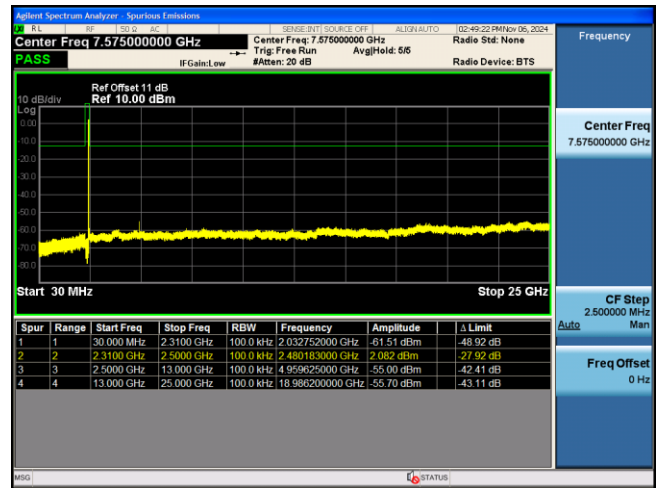 Agilent Spectrum Analyzer - Spurious Emissions
RL RF 50 Ω AC SENSE:INT SOURCE OFF ALIGN AUTO 02:49:22 PM Nov 06, 2024
Center Freq 7.575000000 GHz
Center Freq: 7.575000000 GHz Radio Std: None
Trig: Free Run Avg|Hold: 5/5
PASS IFGain:Low #Atten: 20 dB Radio Device: BTS
Ref Offset 11 dB
10 dB/div Ref 10.00 dBm
Log
0.00
-10.0
-20.0
-30.0
-40.0
-50.0
-60.0
-70.0
-80.0
Start 30 MHz Stop 25 GHz
Spur Range Start Freq Stop Freq RBW Frequency Amplitude Δ Limit
1 1 30.000 MHz 2.3100 GHz 100.0 kHz 2.032752000 GHz -61.51 dBm -48.92 dB
2 2 2.3100 GHz 2.5000 GHz 100.0 kHz 2.480183000 GHz 2.082 dBm -27.92 dB
3 3 2.5000 GHz 13.000 GHz 100.0 kHz 4.959625000 GHz -55.00 dBm -42.41 dB
4 4 13.000 GHz 25.000 GHz 100.0 kHz 18.986200000 GHz -55.70 dBm -43.11 dB
MSG STATUS
Frequency
Center Freq
7.575000000 GHz
CF Step
2.500000 MHz
Auto Man
Freq Offset
0 Hz